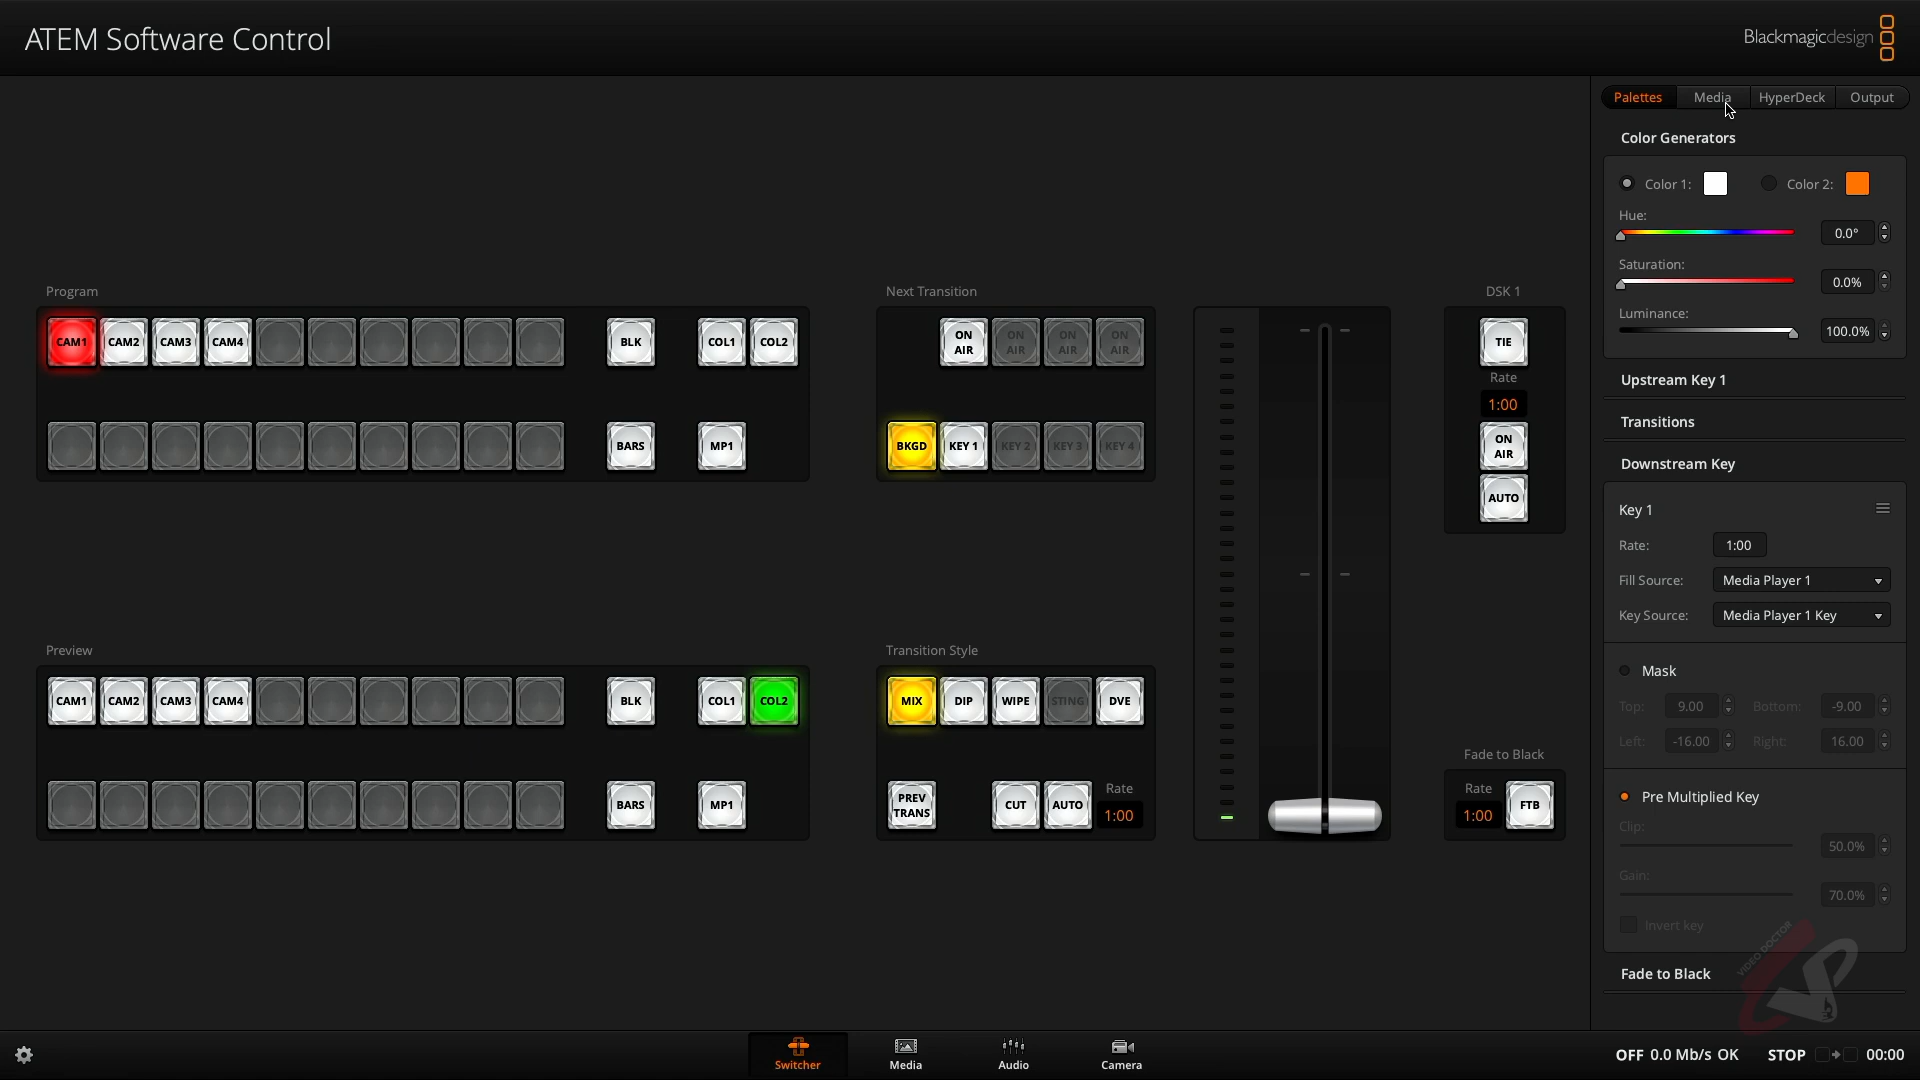 ATEM Software Control
Blackmagicdesign
Palettes Media HyperDeck Output
Color Generators
Color 1: Color 2:
Hue:
0.0°
Saturation:
0.0%
Luminance:
100.0%
Upstream Key 1
Transitions
Downstream Key
Key 1
Rate: 1:00
Fill Source: Media Player 1
Key Source: Media Player 1 Key
Mask
Top: 9.00 Bottom: -9.00
Left: -16.00 Right: 16.00
Pre Multiplied Key
Clip:
50.0%
Gain:
70.0%
Invert key
Fade to Black
VIDEO DOCTOR
Program
CAM1 CAM2 CAM3 CAM4 BLK COL1 COL2
BARS MP1
Next Transition
ON AIR ON AIR ON AIR ON AIR
BKGD KEY 1 KEY 2 KEY 3 KEY 4
DSK 1
TIE
Rate
1:00
ON AIR
AUTO
Preview
CAM1 CAM2 CAM3 CAM4 BLK COL1 COL2
BARS MP1
Transition Style
MIX DIP WIPE STING DVE
PREV TRANS CUT AUTO Rate 1:00
Fade to Black
Rate 1:00 FTB
Switcher Media Audio Camera
OFF 0.0 Mb/s OK STOP 00:00